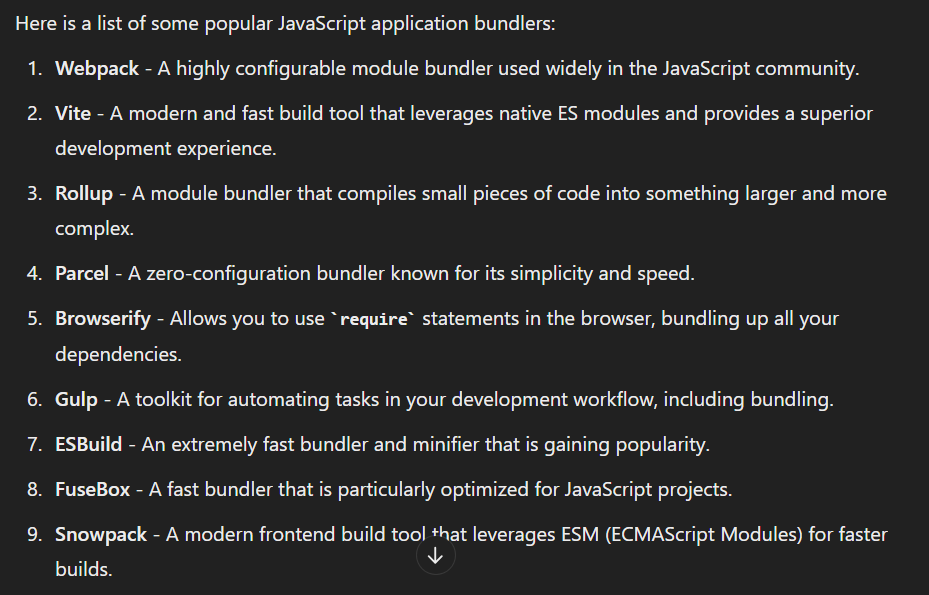 Here is a list of some popular JavaScript application bundlers:
1. Webpack - A highly configurable module bundler used widely in the JavaScript community.
2. Vite - A modern and fast build tool that leverages native ES modules and provides a superior
development experience.
3. Rollup - A module bundler that compiles small pieces of code into something larger and more
complex.
4. Parcel - A zero-configuration bundler known for its simplicity and speed.
5. Browserify - Allows you to use `require` statements in the browser, bundling up all your
dependencies.
6. Gulp - A toolkit for automating tasks in your development workflow, including bundling.
7. ESBuild - An extremely fast bundler and minifier that is gaining popularity.
8. FuseBox - A fast bundler that is particularly optimized for JavaScript projects.
9. Snowpack - A modern frontend build tool that leverages ESM (ECMAScript Modules) for faster
builds.